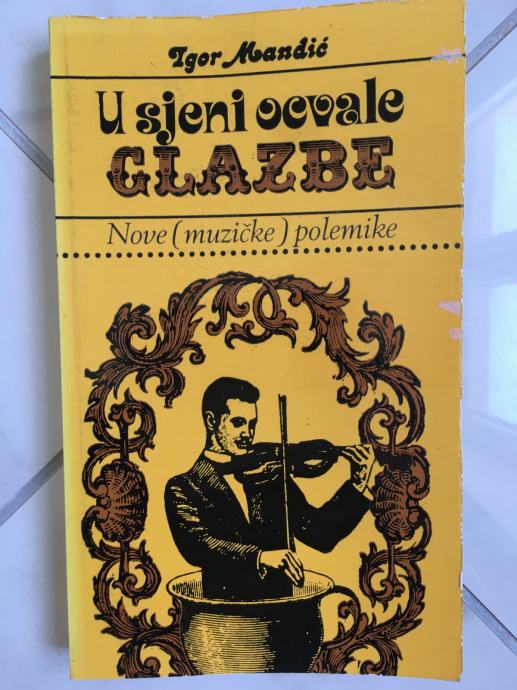 Igor Mandić
U sjeni ocvale
GLAZBE
Nove (muzičke) polemike